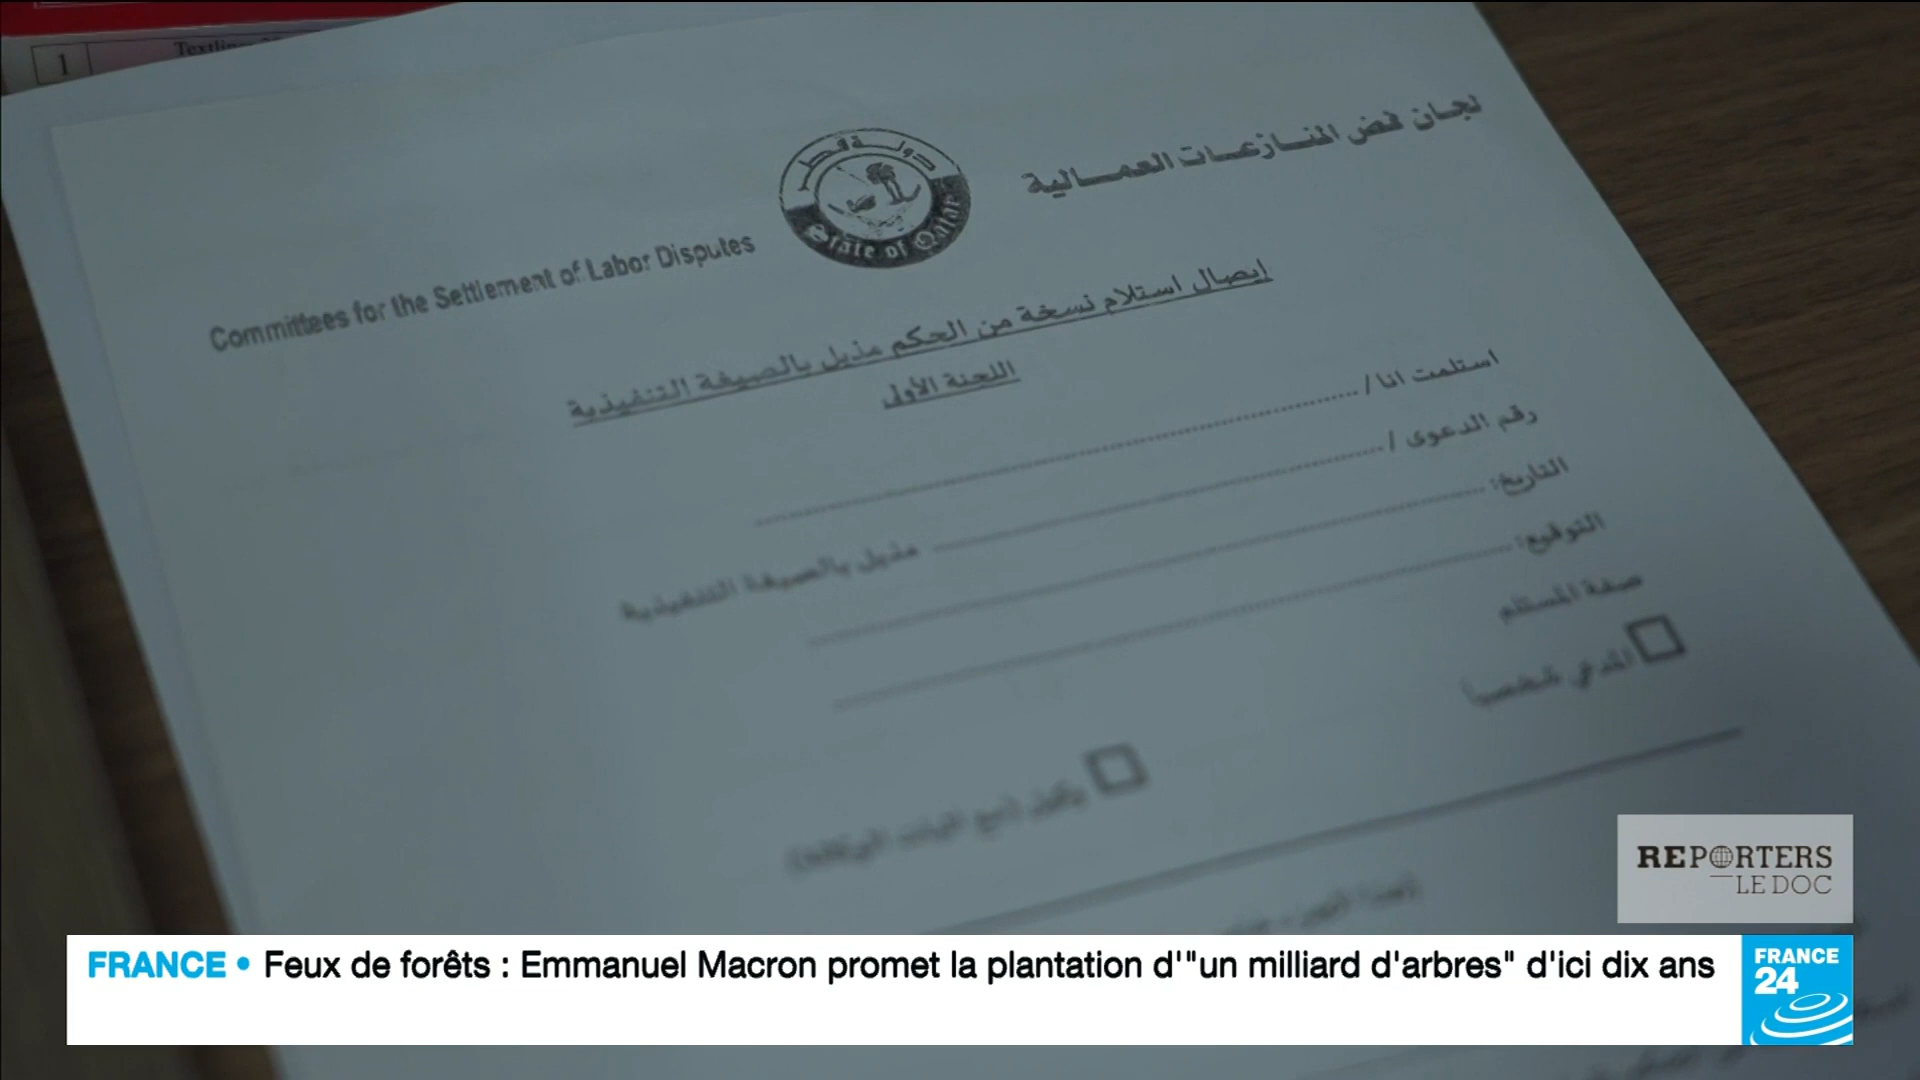 1 Textline
لجان فض المنازعات العمالية
دولة قطر
State of Qatar
Committees for the Settlement of Labor Disputes
إيصال استلام نسخة من الحكم مذيل بالصيغة التنفيذية
اللجنة الأولى
استلمت انا /
رقم الدعوى / مذيل بالصيغة التنفيذية
التاريخ:
التوقيع:
صفة المستلم
المدعي شخصياً
REPORTERS
LE DOC
FRANCE • Feux de forêts : Emmanuel Macron promet la plantation d'"un milliard d'arbres" d'ici dix ans
FRANCE
24